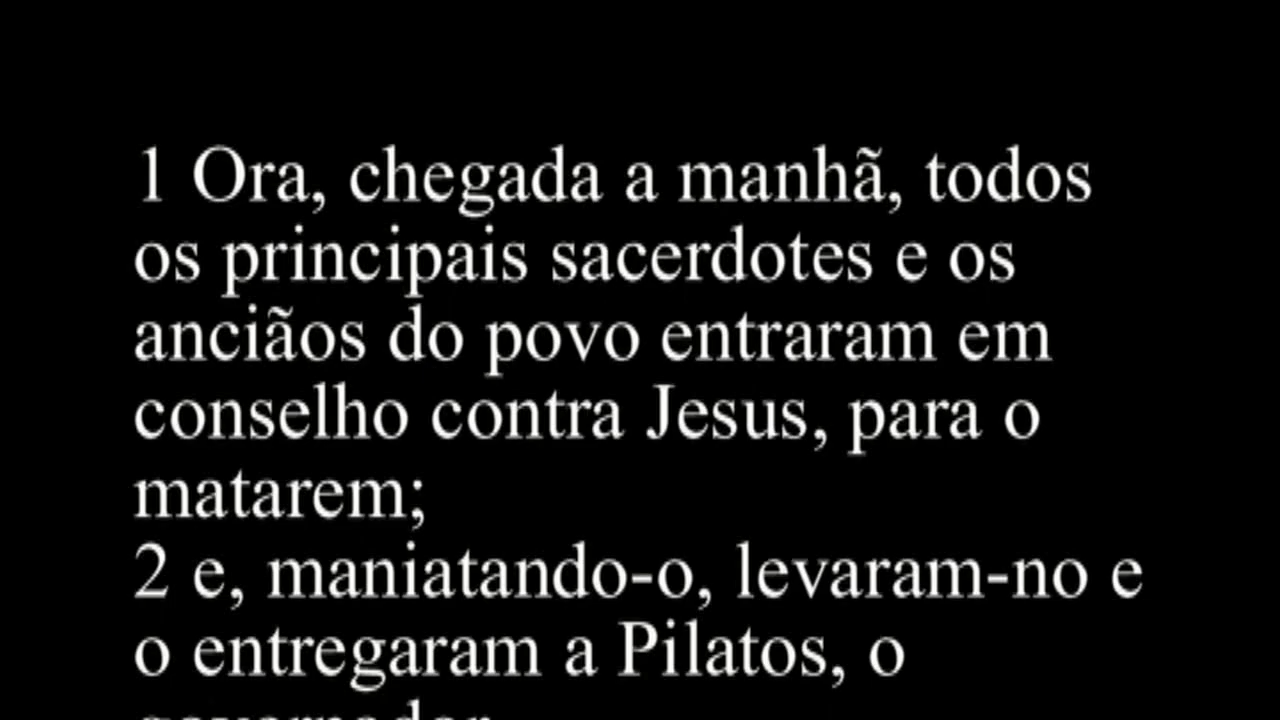 1 Ora, chegada a manhã, todos
os principais sacerdotes e os
anciãos do povo entraram em
conselho contra Jesus, para o
matarem;
2 e, maniatando-o, levaram-no e
o entregaram a Pilatos, o